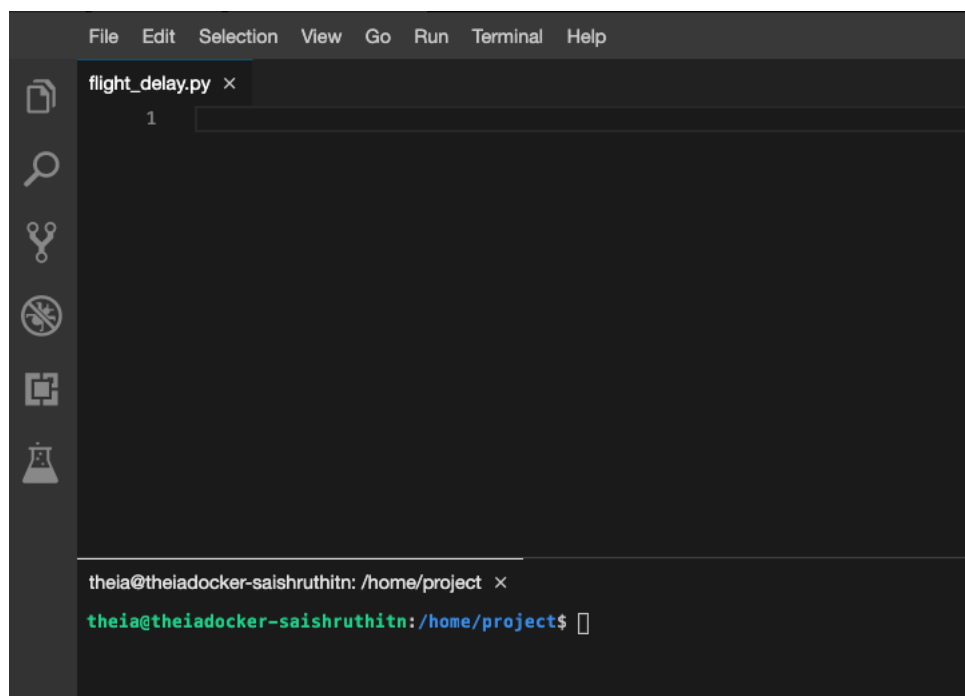 File Edit Selection View Go Run Terminal Help
flight_delay.py ×
1
theia@theiadocker-saishruthitn: /home/project ×
theia@theiadocker-saishruthitn:/home/project$